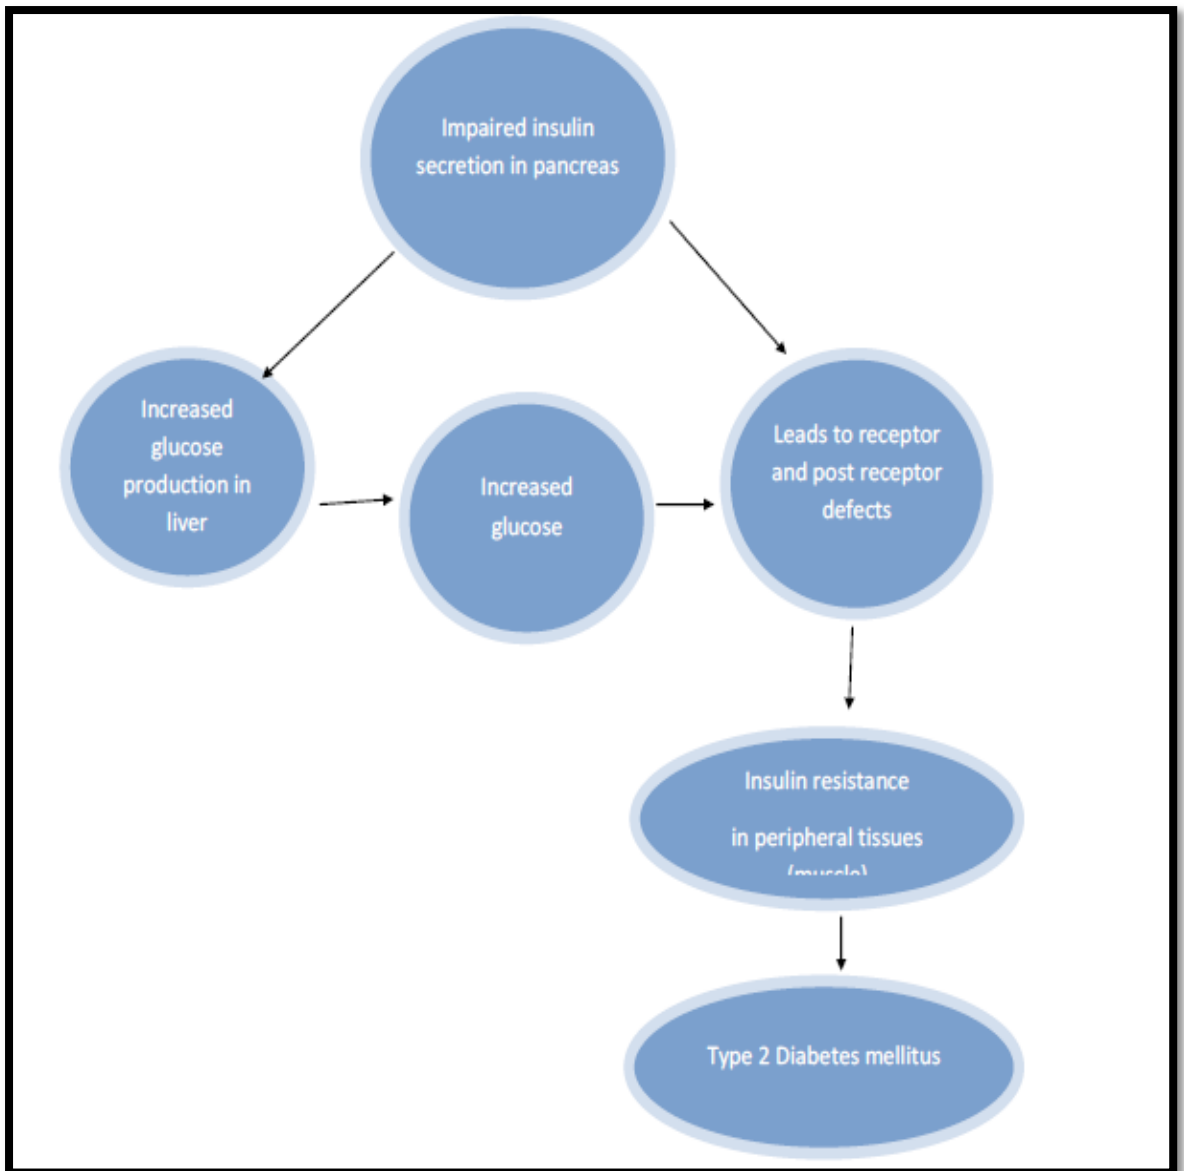 Impaired insulin
secretion in pancreas
Increased
glucose
production in
liver
Increased
glucose
Leads to receptor
and post receptor
defects
Insulin resistance
in peripheral tissues
(muscle)
Type 2 Diabetes mellitus